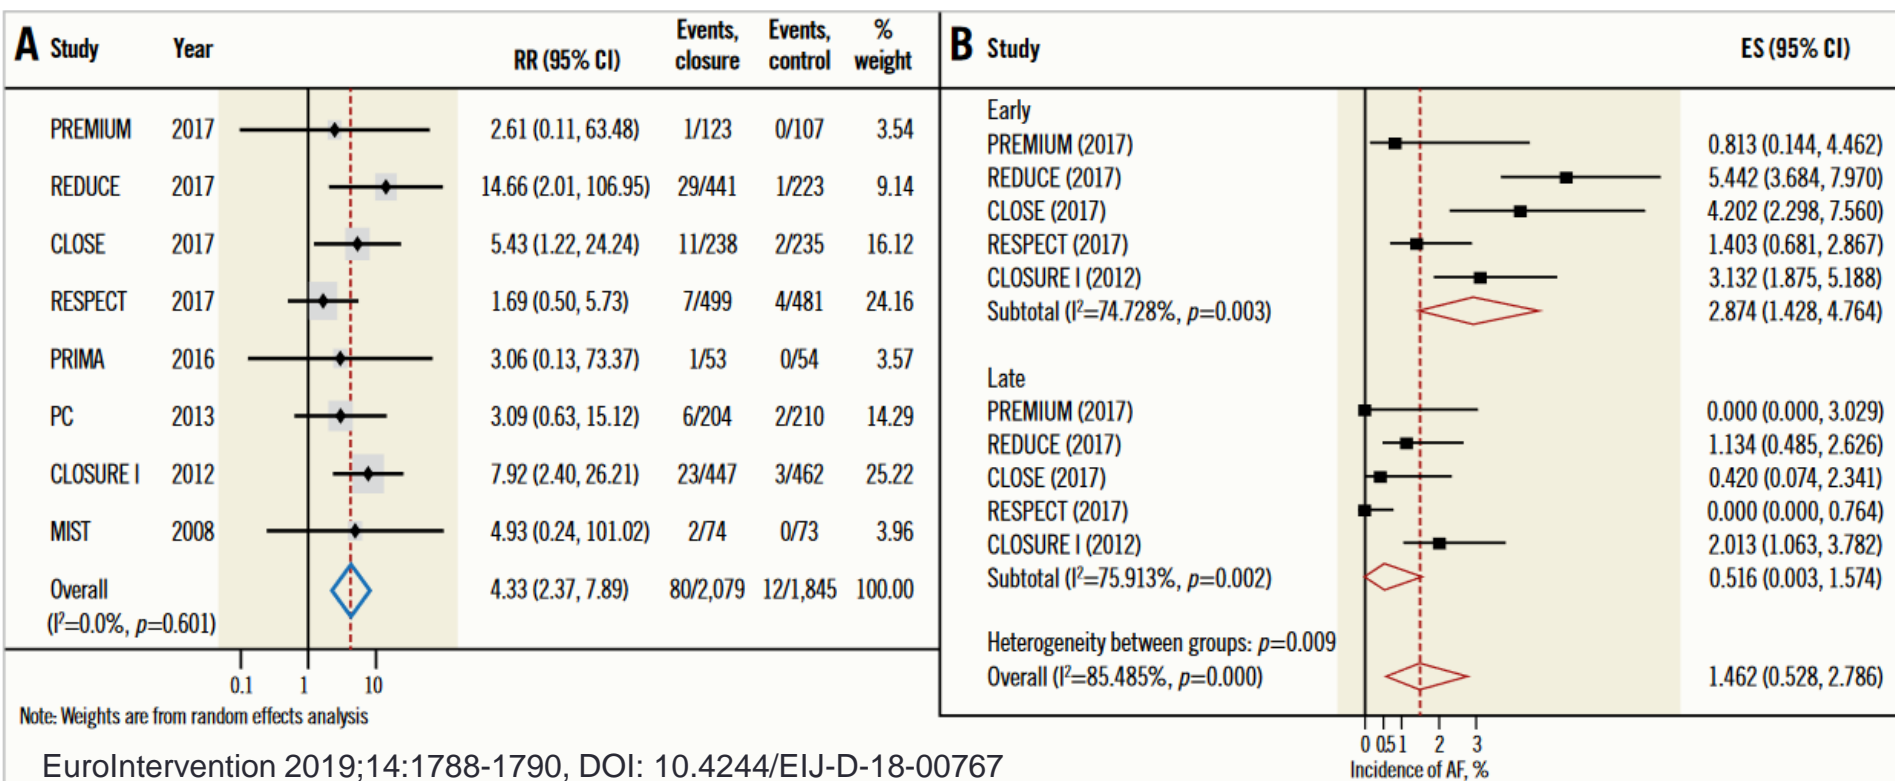 A Study Year RR (95% CI) Events, closure Events, control % weight
PREMIUM 2017 2.61 (0.11, 63.48) 1/123 0/107 3.54
REDUCE 2017 14.66 (2.01, 106.95) 29/441 1/223 9.14
CLOSE 2017 5.43 (1.22, 24.24) 11/238 2/235 16.12
RESPECT 2017 1.69 (0.50, 5.73) 7/499 4/481 24.16
PRIMA 2016 3.06 (0.13, 73.37) 1/53 0/54 3.57
PC 2013 3.09 (0.63, 15.12) 6/204 2/210 14.29
CLOSURE I 2012 7.92 (2.40, 26.21) 23/447 3/462 25.22
MIST 2008 4.93 (0.24, 101.02) 2/74 0/73 3.96
Overall 4.33 (2.37, 7.89) 80/2,079 12/1,845 100.00
(I²=0.0%, p=0.601)
0.1 1 10
Note: Weights are from random effects analysis
B Study ES (95% CI)
Early
PREMIUM (2017) 0.813 (0.144, 4.462)
REDUCE (2017) 5.442 (3.684, 7.970)
CLOSE (2017) 4.202 (2.298, 7.560)
RESPECT (2017) 1.403 (0.681, 2.867)
CLOSURE I (2012) 3.132 (1.875, 5.188)
Subtotal (I²=74.728%, p=0.003) 2.874 (1.428, 4.764)
Late
PREMIUM (2017) 0.000 (0.000, 3.029)
REDUCE (2017) 1.134 (0.485, 2.626)
CLOSE (2017) 0.420 (0.074, 2.341)
RESPECT (2017) 0.000 (0.000, 0.764)
CLOSURE I (2012) 2.013 (1.063, 3.782)
Subtotal (I²=75.913%, p=0.002) 0.516 (0.003, 1.574)
Heterogeneity between groups: p=0.009
Overall (I²=85.485%, p=0.000) 1.462 (0.528, 2.786)
0 0.5 1 2 3
Incidence of AF, %
EuroIntervention 2019;14:1788-1790, DOI: 10.4244/EIJ-D-18-00767